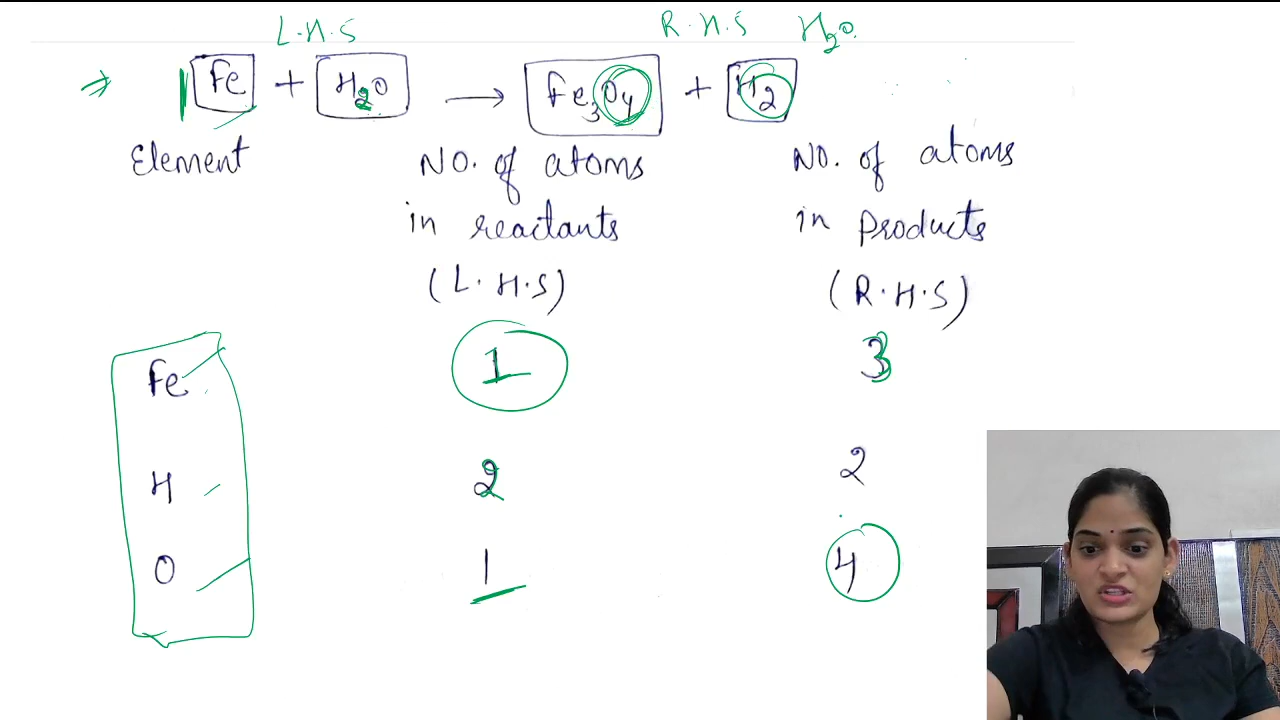 L.H.S R.H.S H2O
⇒ Fe + H2O → Fe3O4 + H2
Element NO. of atoms NO. of atoms
in reactants in Products
(L.H.S) (R.H.S)
Fe 1 3
H 2 2
O 1 4